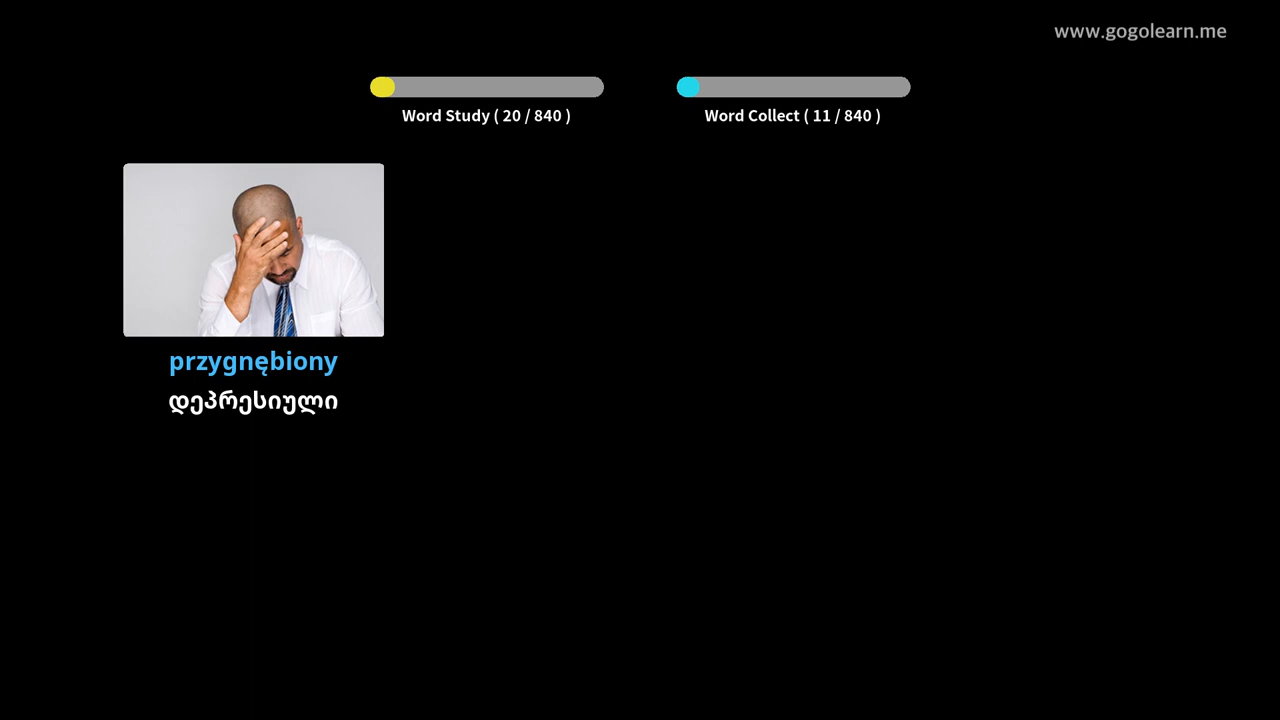 www.gogolearn.me
Word Study ( 20 / 840 )
Word Collect ( 11 / 840 )
przygnębiony
დეპრესიული